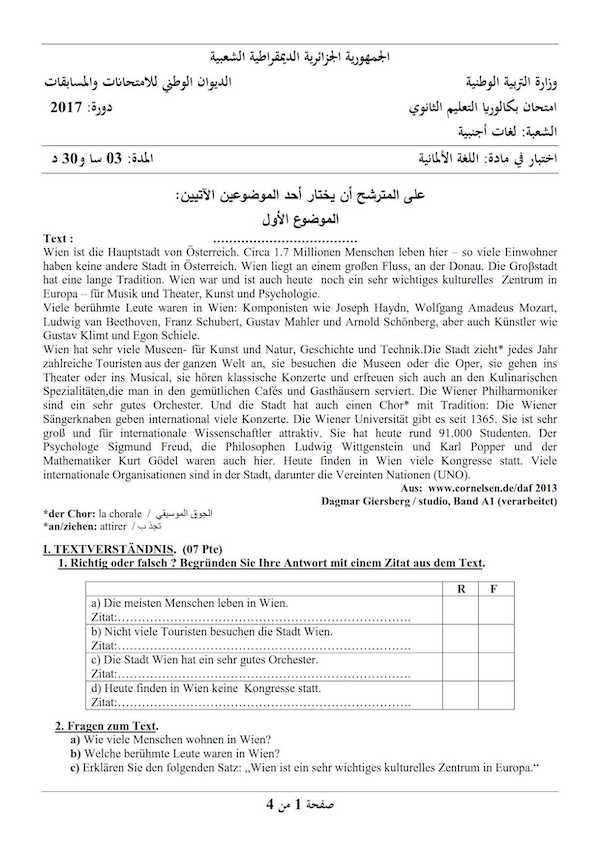 الجمهورية الجزائرية الديمقراطية الشعبية
وزارة التربية الوطنية الديوان الوطني للامتحانات والمسابقات
امتحان بكالوريا التعليم الثانوي دورة: 2017
الشعبة: لغات أجنبية
اختبار في مادة: اللغة الألمانية المدة: 03 سا و30 د
على المترشح أن يختار أحد الموضوعين الآتيين:
الموضوع الأول
Text : ………………………………
Wien ist die Hauptstadt von Österreich. Circa 1.7 Millionen Menschen leben hier – so viele Einwohner
haben keine andere Stadt in Österreich. Wien liegt an einem großen Fluss, an der Donau. Die Großstadt
hat eine lange Tradition. Wien war und ist auch heute noch ein sehr wichtiges kulturelles Zentrum in
Europa – für Musik und Theater, Kunst und Psychologie.
Viele berühmte Leute waren in Wien: Komponisten wie Joseph Haydn, Wolfgang Amadeus Mozart,
Ludwig van Beethoven, Franz Schubert, Gustav Mahler und Arnold Schönberg, aber auch Künstler wie
Gustav Klimt und Egon Schiele.
Wien hat sehr viele Museen- für Kunst und Natur, Geschichte und Technik.Die Stadt zieht* jedes Jahr
zahlreiche Touristen aus der ganzen Welt an, sie besuchen die Museen oder die Oper, sie gehen ins
Theater oder ins Musical, sie hören klassische Konzerte und erfreuen sich auch an den Kulinarischen
Spezialitäten,die man in den gemütlichen Cafés und Gasthäusern serviert. Die Wiener Philharmoniker
sind ein sehr gutes Orchester. Und die Stadt hat auch einen Chor* mit Tradition: Die Wiener
Sängerknaben geben international viele Konzerte. Die Wiener Universität gibt es seit 1365. Sie ist sehr
groß und für internationale Wissenschaftler attraktiv. Sie hat heute rund 91.000 Studenten. Der
Psychologe Sigmund Freud, die Philosophen Ludwig Wittgenstein und Karl Popper und der
Mathematiker Kurt Gödel waren auch hier. Heute finden in Wien viele Kongresse statt. Viele
internationale Organisationen sind in der Stadt, darunter die Vereinten Nationen (UNO).
Aus: www.cornelsen.de/daf 2013
Dagmar Giersberg / studio, Band A1 (verarbeitet)
*der Chor: la chorale / الجوق الموسيقي
*an/ziehen: attirer / تجذب
I. TEXTVERSTÄNDNIS. (07 Pte)
1. Richtig oder falsch ? Begründen Sie Ihre Antwort mit einem Zitat aus dem Text.
R F
a) Die meisten Menschen leben in Wien.
Zitat:…………………………………………………………….
b) Nicht viele Touristen besuchen die Stadt Wien.
Zitat:…………………………………………………………….
c) Die Stadt Wien hat ein sehr gutes Orchester.
Zitat:…………………………………………………………….
d) Heute finden in Wien keine Kongresse statt.
Zitat:…………………………………………………………….
2. Fragen zum Text.
a) Wie viele Menschen wohnen in Wien?
b) Welche berühmte Leute waren in Wien?
c) Erklären Sie den folgenden Satz: „Wien ist ein sehr wichtiges kulturelles Zentrum in Europa.“
صفحة 1 من 4